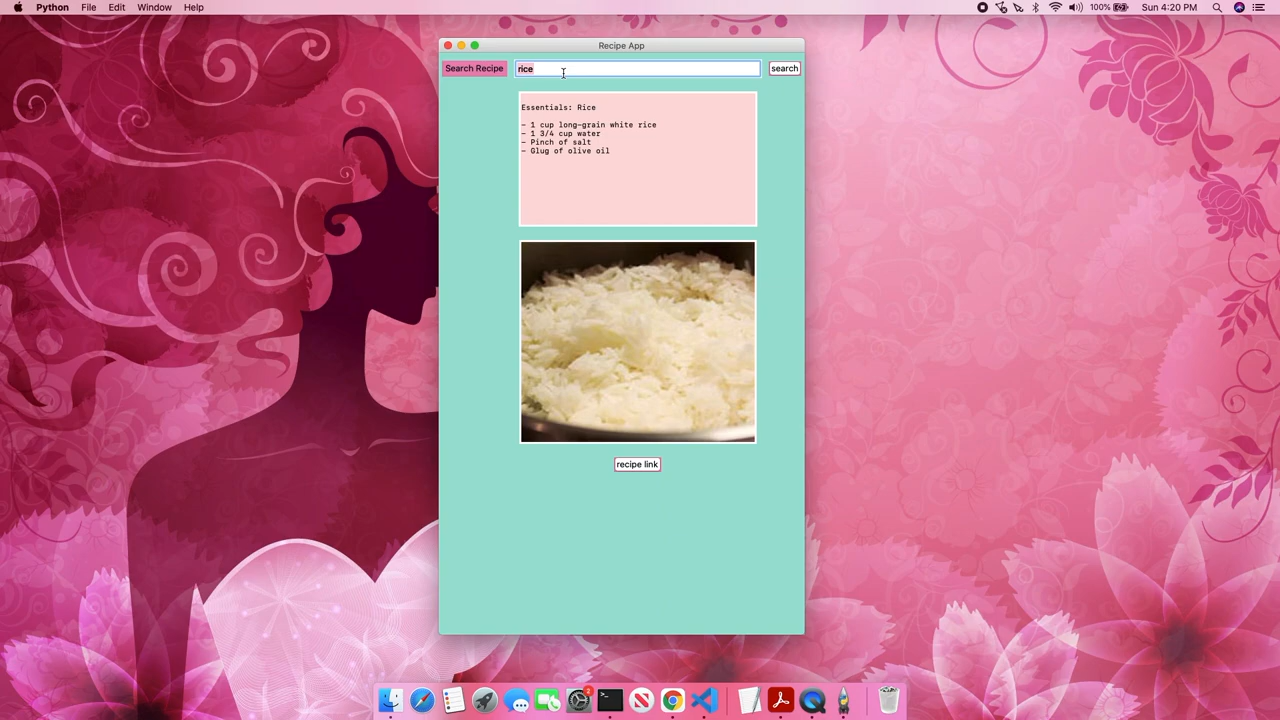 Python File Edit Window Help 100% Sun 4:20 PM
Recipe App
Search Recipe rice search
Essentials: Rice
- 1 cup long-grain white rice
- 1 3/4 cup water
- Pinch of salt
- Glug of olive oil
recipe link